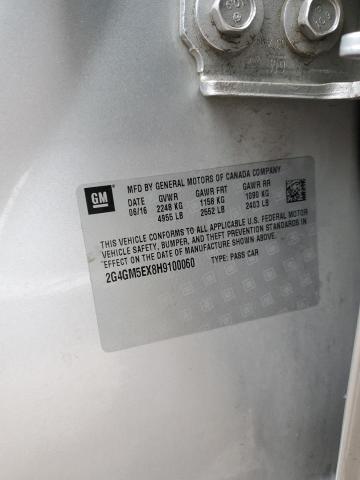 GM
MFD BY GENERAL MOTORS OF CANADA COMPANY
DATE GVWR GAWR FRT GAWR RR
06/16 2248 KG 1158 KG 1090 KG
4955 LB 2552 LB 2403 LB
THIS VEHICLE CONFORMS TO ALL APPLICABLE U.S. FEDERAL MOTOR
VEHICLE SAFETY, BUMPER, AND THEFT PREVENTION STANDARDS IN
EFFECT ON THE DATE OF MANUFACTURE SHOWN ABOVE.
2G4GM5EX8H9100060 TYPE: PASS CAR